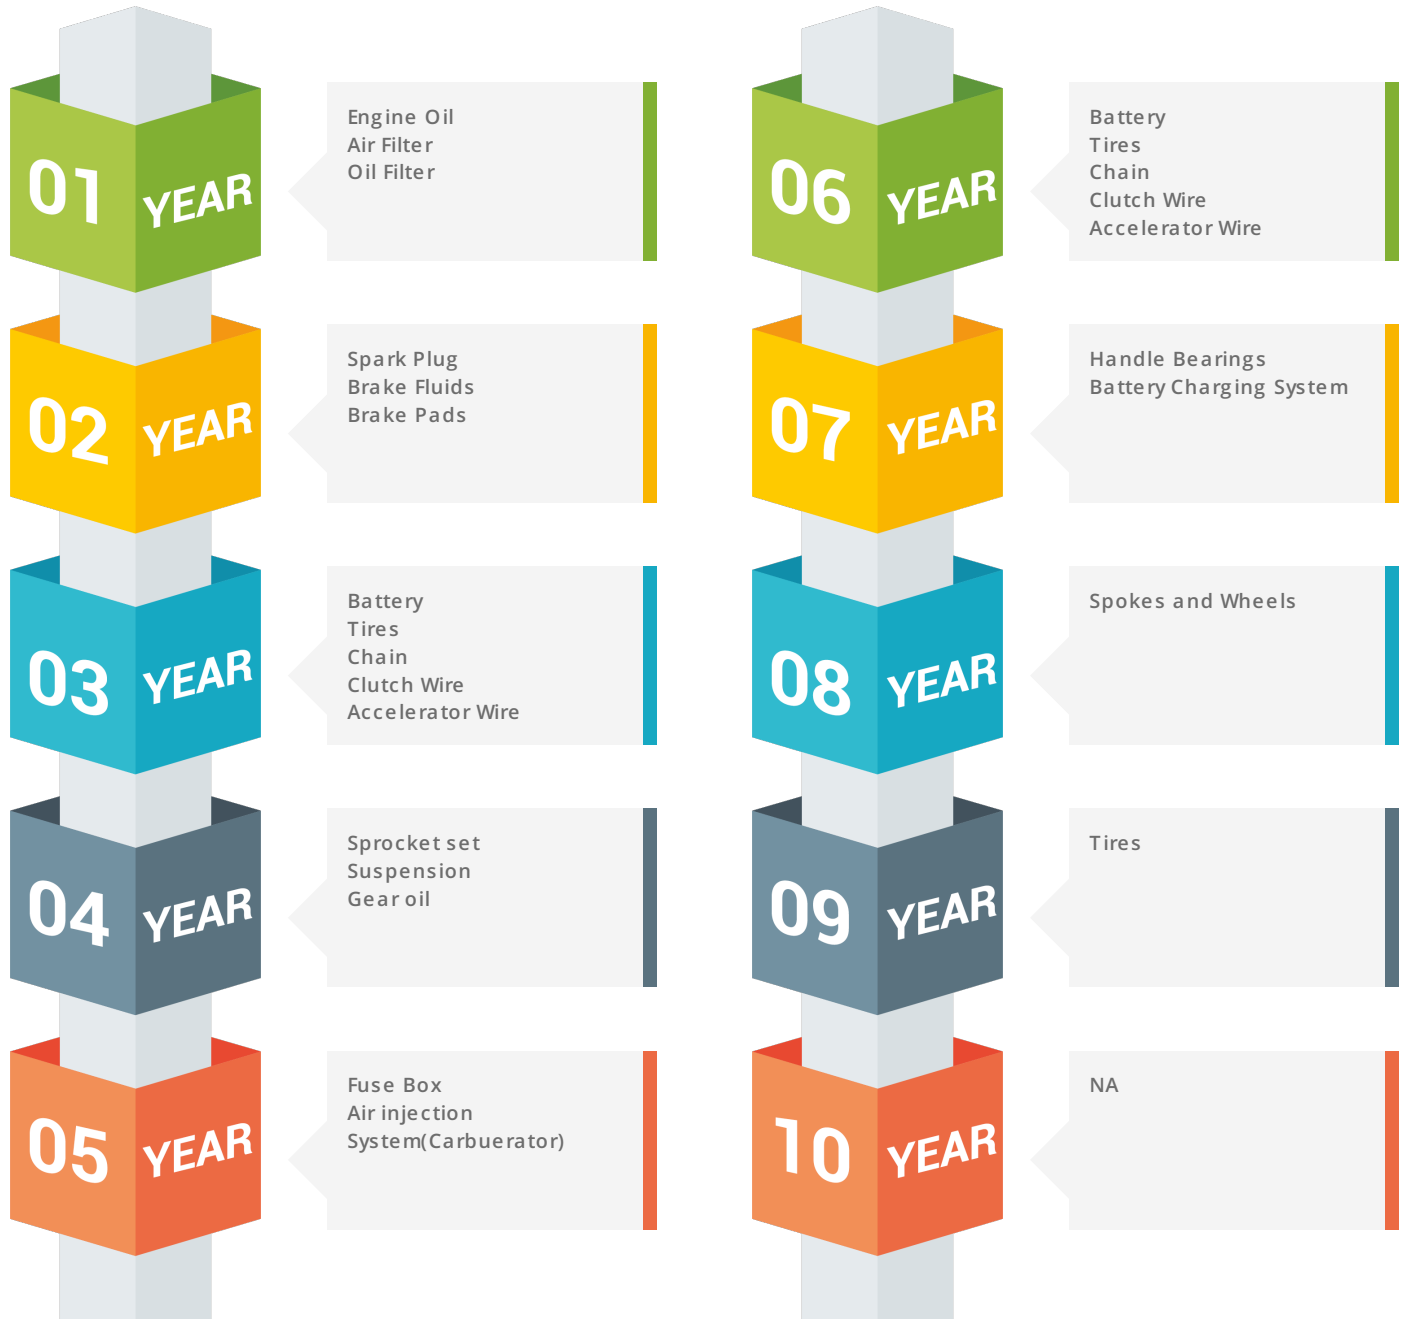 01 YEAR
Engine Oil
Air Filter
Oil Filter
02 YEAR
Spark Plug
Brake Fluids
Brake Pads
03 YEAR
Battery
Tires
Chain
Clutch Wire
Accelerator Wire
04 YEAR
Sprocket set
Suspension
Gear oil
05 YEAR
Fuse Box
Air injection
System(Carbuerator)
06 YEAR
Battery
Tires
Chain
Clutch Wire
Accelerator Wire
07 YEAR
Handle Bearings
Battery Charging System
08 YEAR
Spokes and Wheels
09 YEAR
Tires
10 YEAR
NA